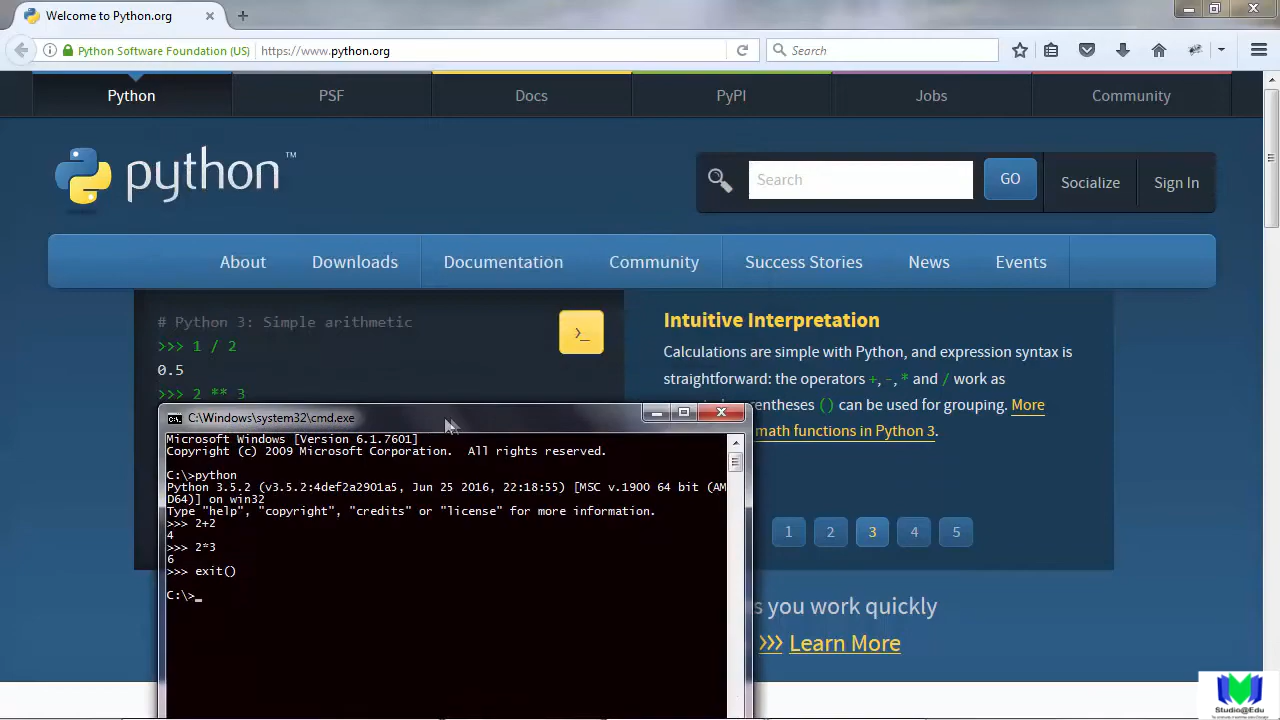 Welcome to Python.org
Python Software Foundation (US) https://www.python.org Search
Python PSF Docs PyPI Jobs Community
python™
Search GO Socialize Sign In
About Downloads Documentation Community Success Stories News Events
# Python 3: Simple arithmetic
>>> 1 / 2
0.5
>>> 2 ** 3
>_
Intuitive Interpretation
Calculations are simple with Python, and expression syntax is
straightforward: the operators +, -, * and / work as
entheses () can be used for grouping. More
math functions in Python 3.
1 2 3 4 5
s you work quickly
>>> Learn More
C:\Windows\system32\cmd.exe
Microsoft Windows [Version 6.1.7601]
Copyright (c) 2009 Microsoft Corporation. All rights reserved.
C:\>python
Python 3.5.2 (v3.5.2:4def2a2901a5, Jun 25 2016, 22:18:55) [MSC v.1900 64 bit (AM
D64)] on win32
Type "help", "copyright", "credits" or "license" for more information.
>>> 2+2
4
>>> 2*3
6
>>> exit()
C:\>_
Studio@Edu